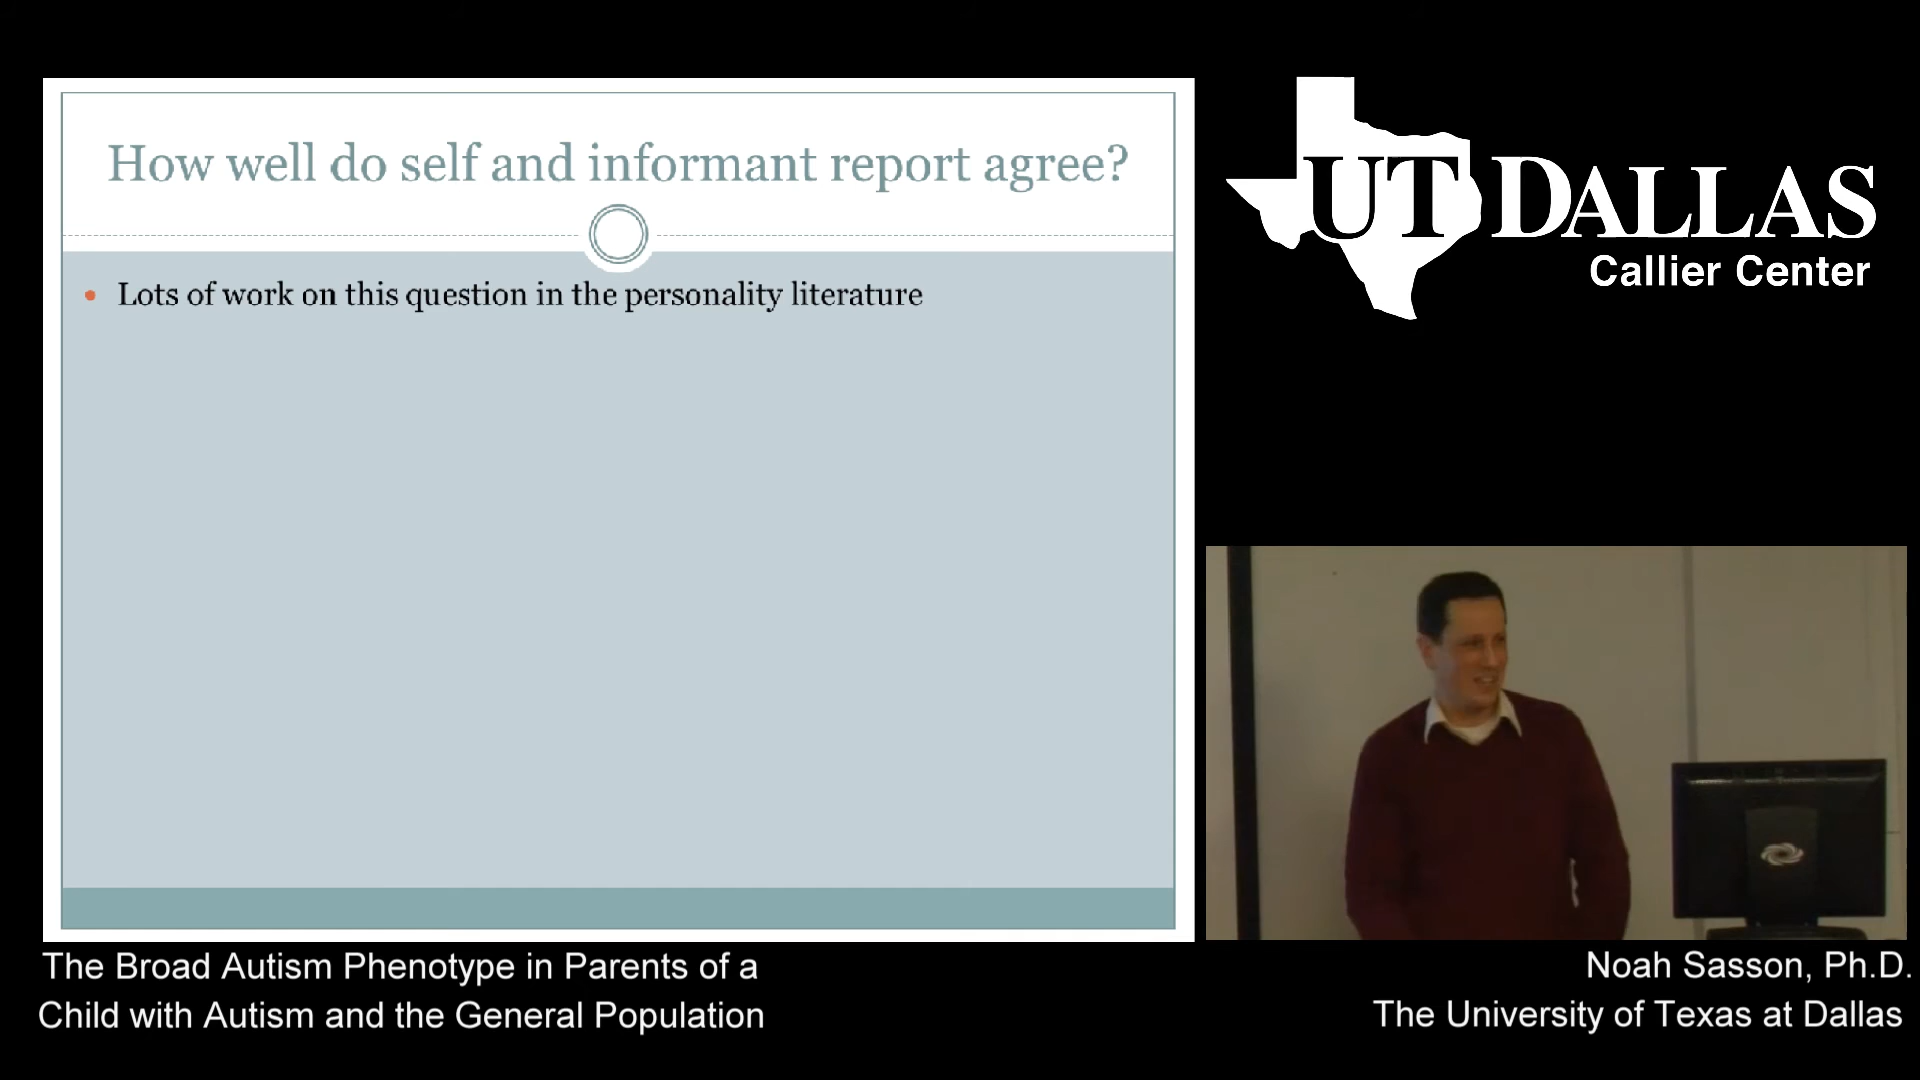 How well do self and informant report agree?
Lots of work on this question in the personality literature
UT DALLAS
Callier Center
The Broad Autism Phenotype in Parents of a
Child with Autism and the General Population
Noah Sasson, Ph.D.
The University of Texas at Dallas